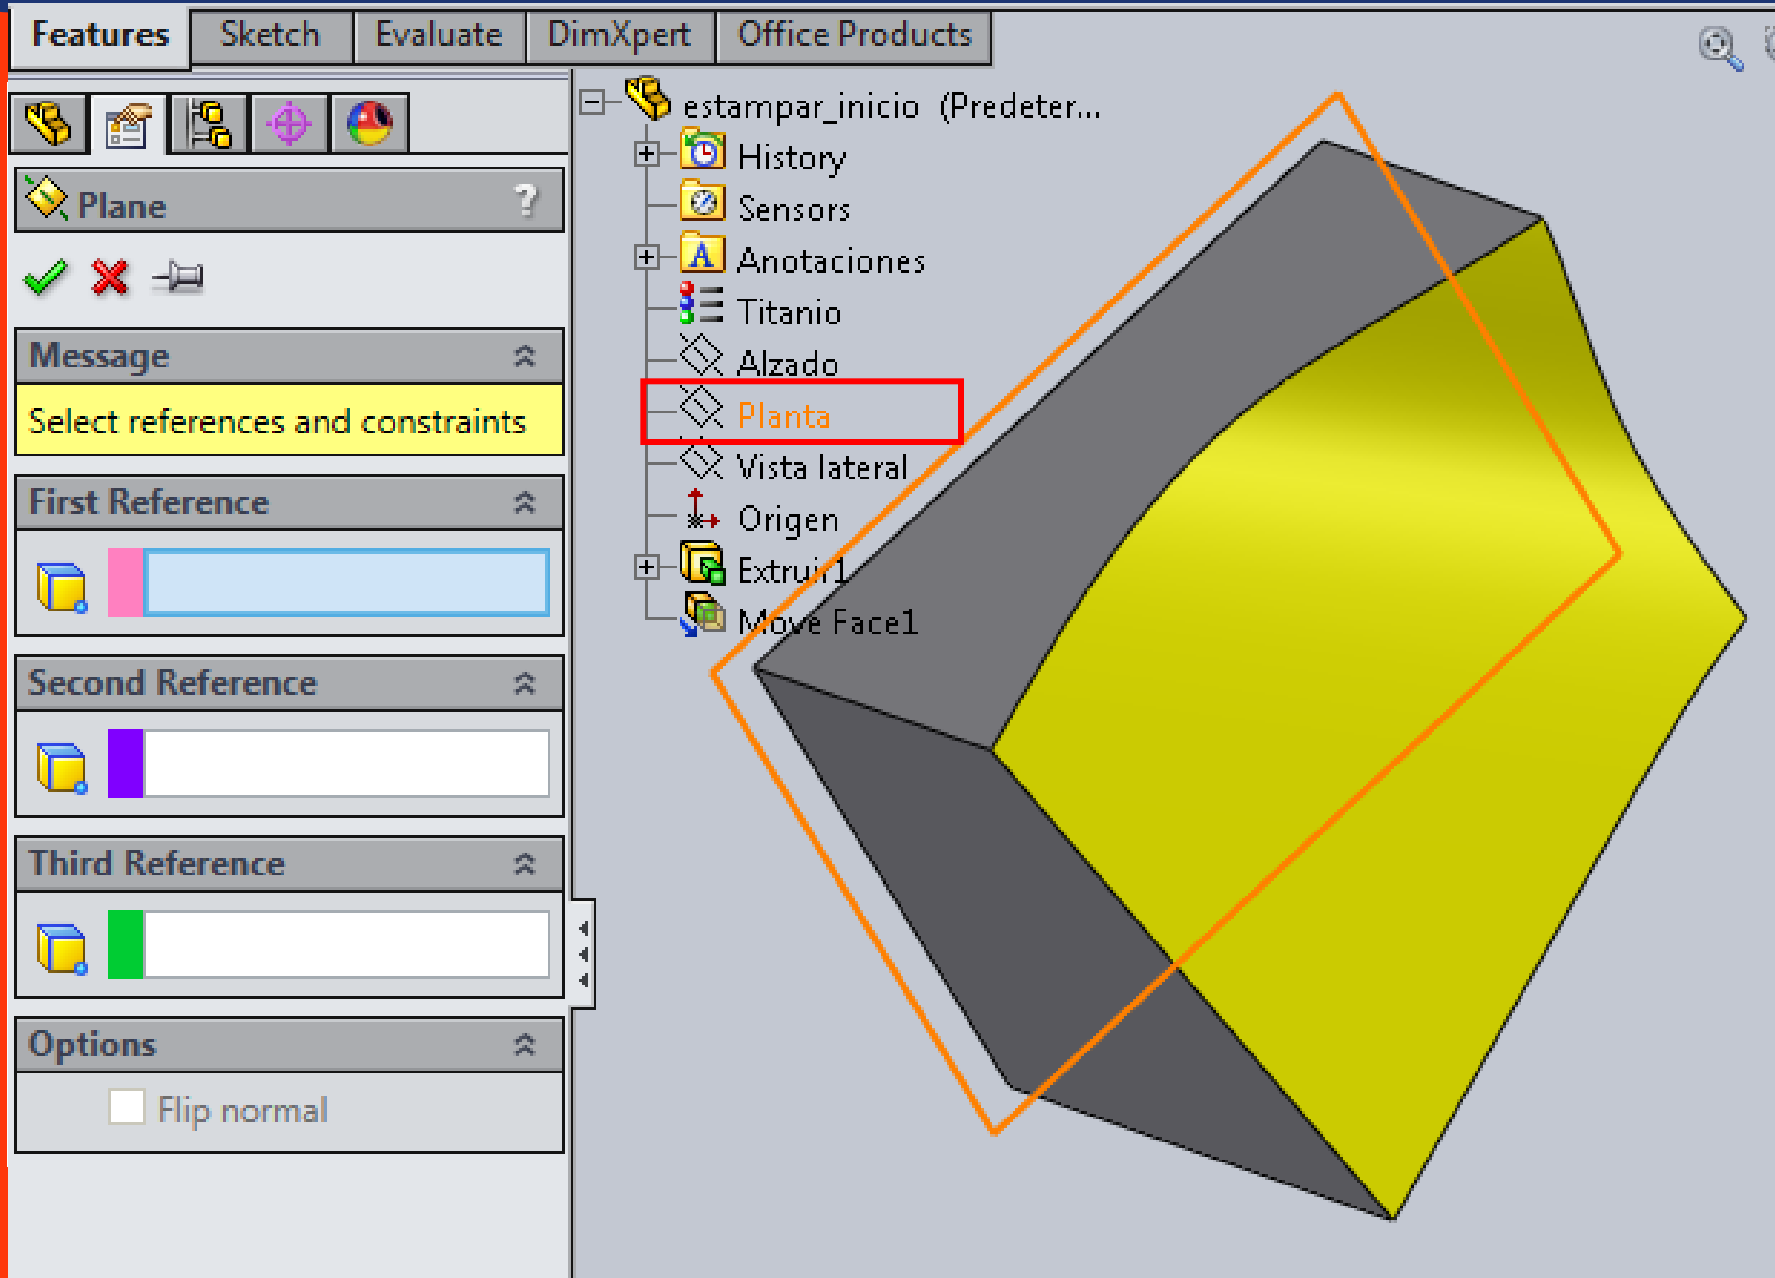 Features Sketch Evaluate DimXpert Office Products
Plane ?
Message
Select references and constraints
First Reference
Second Reference
Third Reference
Options
Flip normal
estampar_inicio (Predeter...
History
Sensors
A Anotaciones
Titanio
Alzado
Planta
Vista lateral
Origen
Extruir1
Move Face1